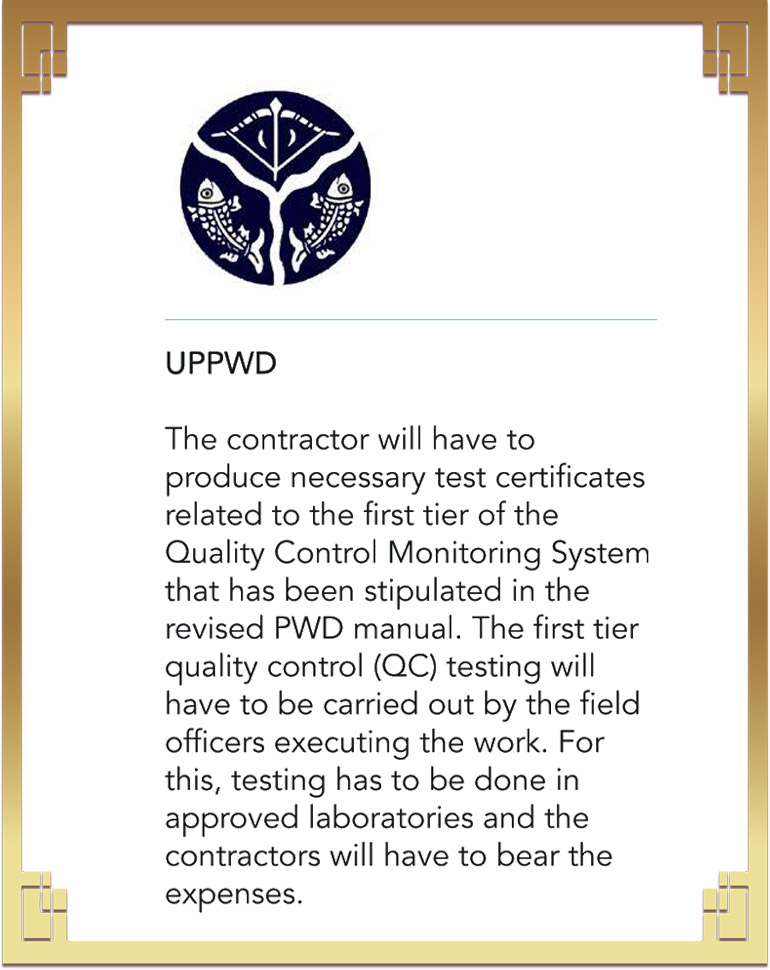 UPPWD
The contractor will have to
produce necessary test certificates
related to the first tier of the
Quality Control Monitoring System
that has been stipulated in the
revised PWD manual. The first tier
quality control (QC) testing will
have to be carried out by the field
officers executing the work. For
this, testing has to be done in
approved laboratories and the
contractors will have to bear the
expenses.